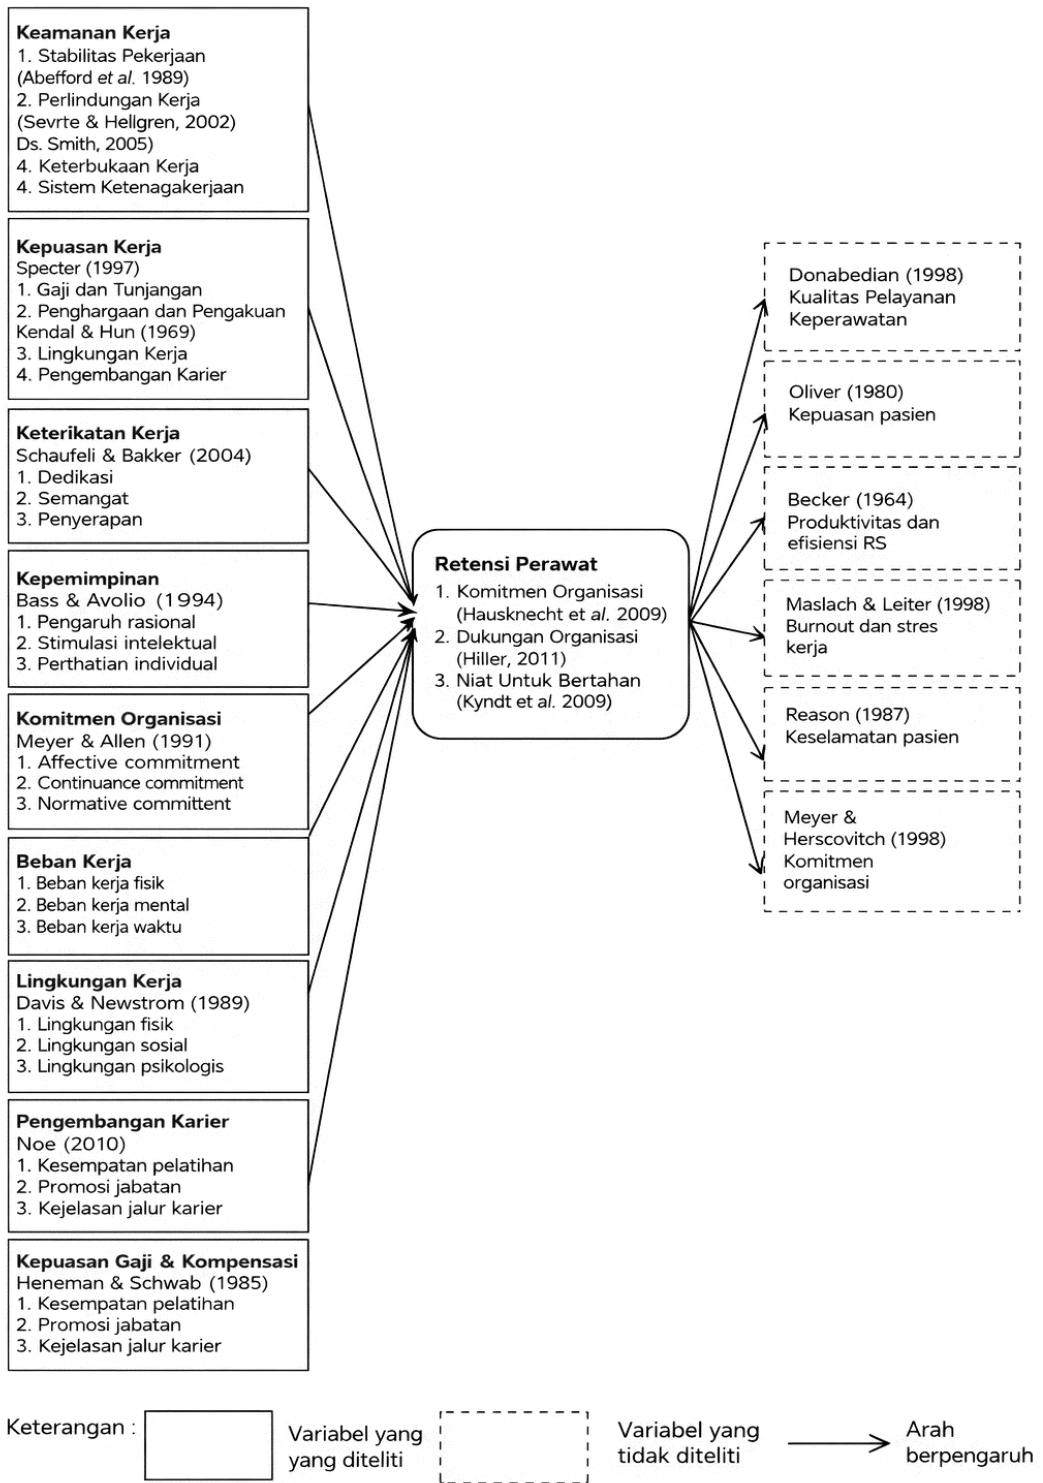 Keamanan Kerja
1. Stabilitas Pekerjaan
(Abefford et al. 1989)
2. Perlindungan Kerja
(Sevrte & Hellgren, 2002)
Ds. Smith, 2005)
4. Keterbukaan Kerja
4. Sistem Ketenagakerjaan
Kepuasan Kerja
Specter (1997)
1. Gaji dan Tunjangan
2. Penghargaan dan Pengakuan
Kendal & Hun (1969)
3. Lingkungan Kerja
4. Pengembangan Karier
Keterikatan Kerja
Schaufeli & Bakker (2004)
1. Dedikasi
2. Semangat
3. Penyerapan
Kepemimpinan
Bass & Avolio (1994)
1. Pengaruh rasional
2. Stimulasi intelektual
3. Perthatian individual
Komitmen Organisasi
Meyer & Allen (1991)
1. Affective commitment
2. Continuance commitment
3. Normative committent
Beban Kerja
1. Beban kerja fisik
2. Beban kerja mental
3. Beban kerja waktu
Lingkungan Kerja
Davis & Newstrom (1989)
1. Lingkungan fisik
2. Lingkungan sosial
3. Lingkungan psikologis
Pengembangan Karier
Noe (2010)
1. Kesempatan pelatihan
2. Promosi jabatan
3. Kejelasan jalur karier
Kepuasan Gaji & Kompensasi
Heneman & Schwab (1985)
1. Kesempatan pelatihan
2. Promosi jabatan
3. Kejelasan jalur karier
Retensi Perawat
1. Komitmen Organisasi
(Hausknecht et al. 2009)
2. Dukungan Organisasi
(Hiller, 2011)
3. Niat Untuk Bertahan
(Kyndt et al. 2009)
Donabedian (1998)
Kualitas Pelayanan
Keperawatan
Oliver (1980)
Kepuasan pasien
Becker (1964)
Produktivitas dan
efisiensi RS
Maslach & Leiter (1998)
Burnout dan stres
kerja
Reason (1987)
Keselamatan pasien
Meyer &
Herscovitch (1998)
Komitmen
organisasi
Keterangan :
Variabel yang
yang diteliti
Variabel yang
tidak diteliti
Arah
berpengaruh